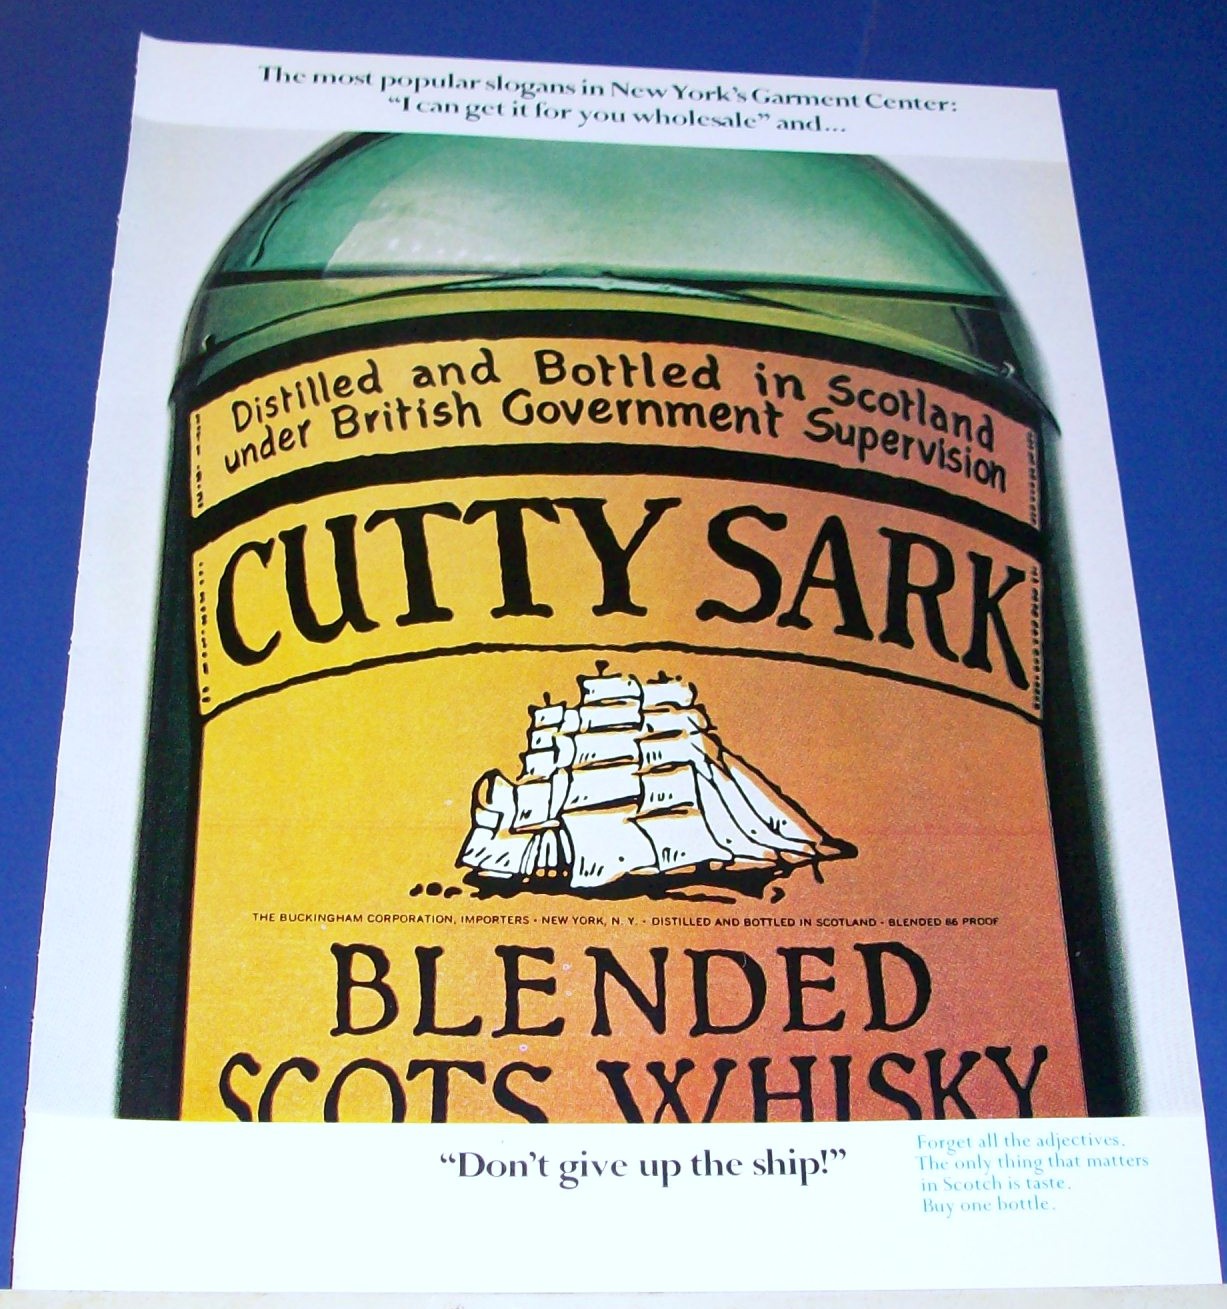 The most popular slogans in New York's Garment Center:
“I can get it for you wholesale” and...
Distilled and Bottled in Scotland
under British Government Supervision
CUTTY SARK
THE BUCKINGHAM CORPORATION, IMPORTERS · NEW YORK, N. Y. · DISTILLED AND BOTTLED IN SCOTLAND · BLENDED 86 PROOF
BLENDED
SCOTS WHISKY
“Don't give up the ship!”
Forget all the adjectives.
The only thing that matters
in Scotch is taste.
Buy one bottle.